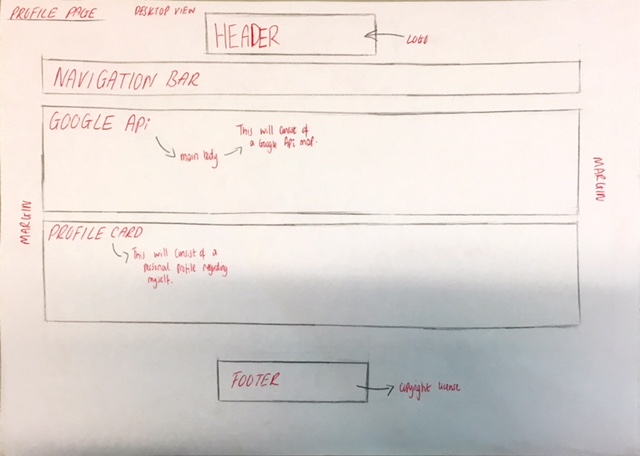 PROFILE PAGE
DESKTOP VIEW
HEADER
LOGO
NAVIGATION BAR
GOOGLE APi
main body
This will consist of
a Google Api map.
MARGIN
MARGIN
PROFILE CARD
This will consist of a
personal profile regarding
myself.
FOOTER
Copyright license